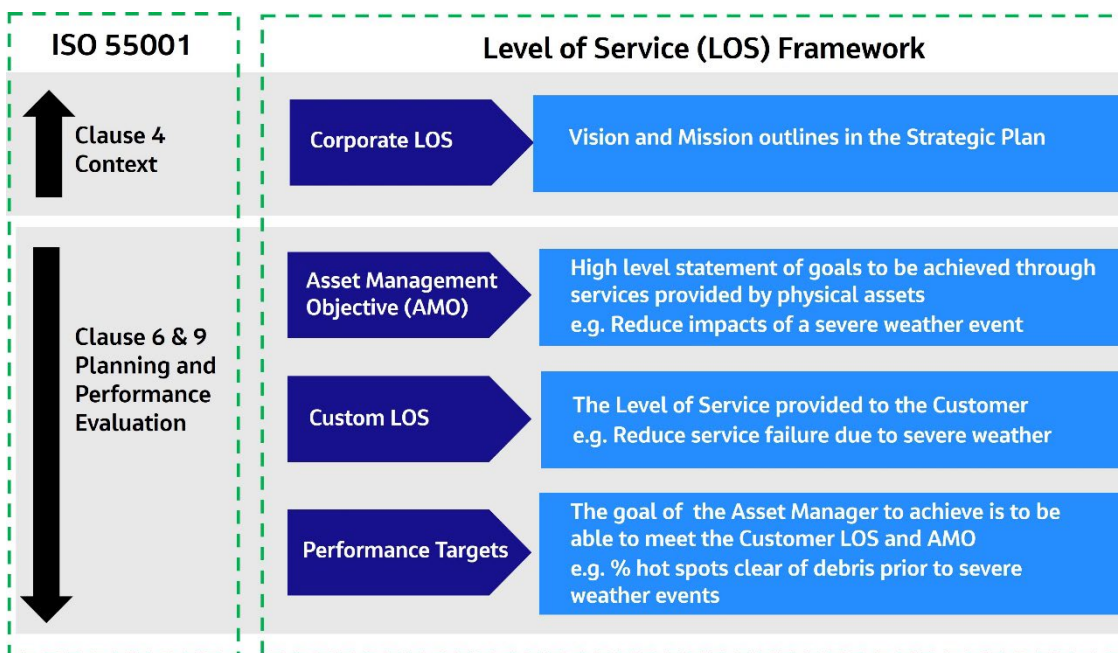 ISO 55001
Level of Service (LOS) Framework
Clause 4
Context
Corporate LOS
Vision and Mission outlines in the Strategic Plan
Clause 6 & 9
Planning and
Performance
Evaluation
Asset Management
Objective (AMO)
High level statement of goals to be achieved through
services provided by physical assets
e.g. Reduce impacts of a severe weather event
Custom LOS
The Level of Service provided to the Customer
e.g. Reduce service failure due to severe weather
Performance Targets
The goal of the Asset Manager to achieve is to be
able to meet the Customer LOS and AMO
e.g. % hot spots clear of debris prior to severe
weather events